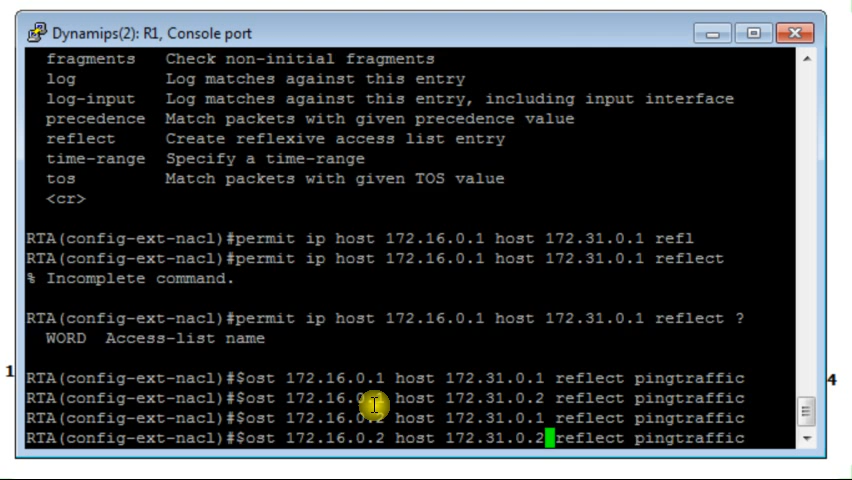 Dynamips(2): R1, Console port
fragments Check non-initial fragments
log Log matches against this entry
log-input Log matches against this entry, including input interface
precedence Match packets with given precedence value
reflect Create reflexive access list entry
time-range Specify a time-range
tos Match packets with given TOS value
<cr>
RTA(config-ext-nacl)#permit ip host 172.16.0.1 host 172.31.0.1 refl
RTA(config-ext-nacl)#permit ip host 172.16.0.1 host 172.31.0.1 reflect
% Incomplete command.
RTA(config-ext-nacl)#permit ip host 172.16.0.1 host 172.31.0.1 reflect ?
WORD Access-list name
1
RTA(config-ext-nacl)#$ost 172.16.0.1 host 172.31.0.1 reflect pingtraffic
4
RTA(config-ext-nacl)#$ost host 172.31.0.2 reflect pingtraffic
RTA(config-ext-nacl)#$ost 172.16.0.2 host 172.31.0.1 reflect pingtraffic
RTA(config-ext-nacl)#$ost 172.16.0.2 host 172.31.0.2 reflect pingtraffic